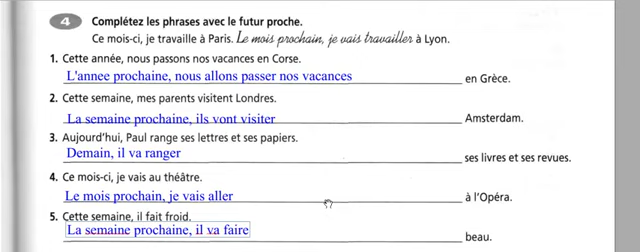 4 Complétez les phrases avec le futur proche.
Ce mois-ci, je travaille à Paris. Le mois prochain, je vais travailler à Lyon.
1. Cette année, nous passons nos vacances en Corse.
L'annee prochaine, nous allons passer nos vacances en Grèce.
2. Cette semaine, mes parents visitent Londres.
La semaine prochaine, ils vont visiter Amsterdam.
3. Aujourd'hui, Paul range ses lettres et ses papiers.
Demain, il va ranger ses livres et ses revues.
4. Ce mois-ci, je vais au théâtre.
Le mois prochain, je vais aller à l'Opéra.
5. Cette semaine, il fait froid.
La semaine prochaine, il va faire beau.